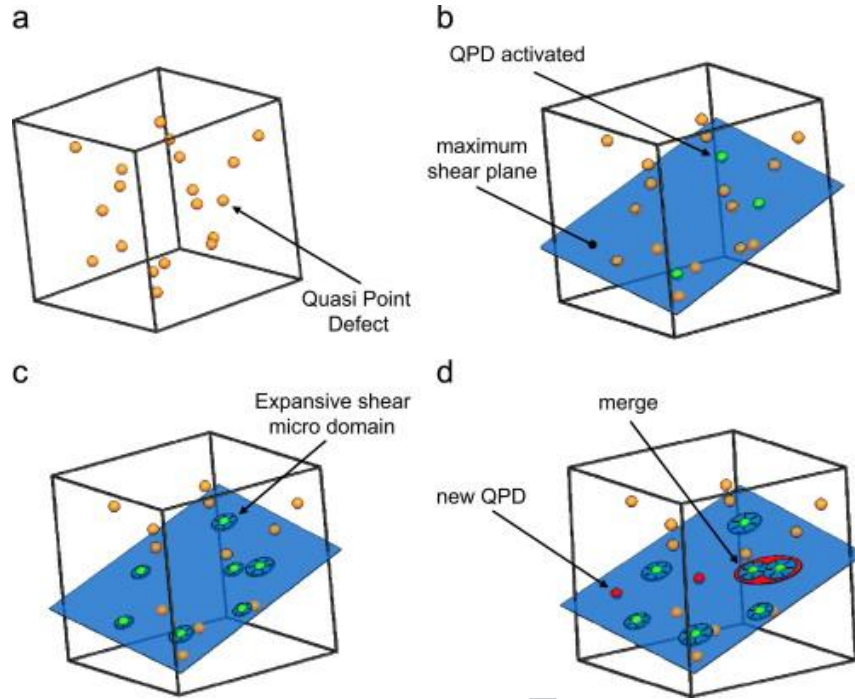 a
Quasi Point
Defect
b
QPD activated
maximum
shear plane
c
Expansive shear
micro domain
d
merge
new QPD